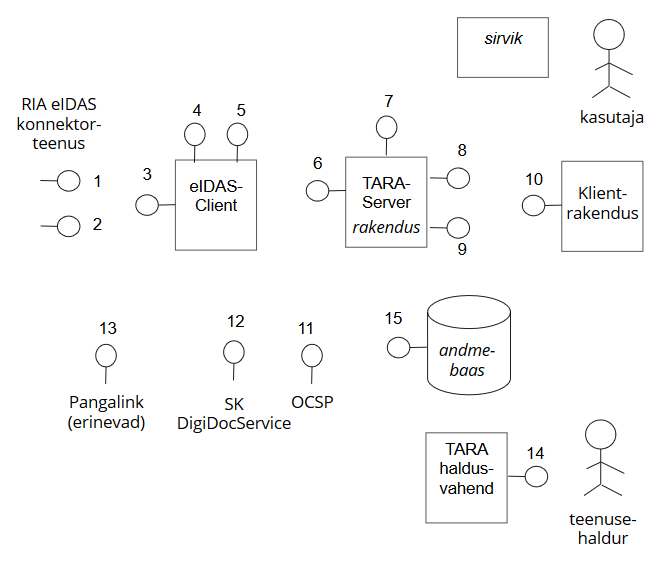 sirvik
kasutaja
RIA eIDAS
konnektor-
teenus
1
2
3
4
5
eIDAS-
Client
6
7
TARA-
Server
rakendus
8
9
10
Klient-
rakendus
13
Pangalink
(erinevad)
12
SK
DigiDocService
11
OCSP
15
andme-
baas
TARA
haldus-
vahend
14
teenuse-
haldur